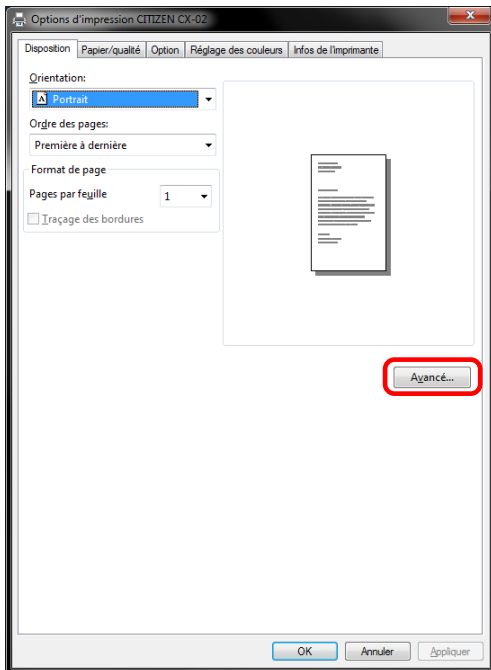 Options d'impression CITIZEN CX-02
Disposition Papier/qualité Option Réglage des couleurs Infos de l'imprimante
Orientation:
Portrait
Ordre des pages:
Première à dernière
Format de page
Pages par feuille 1
Traçage des bordures
Avancé...
OK Annuler Appliquer